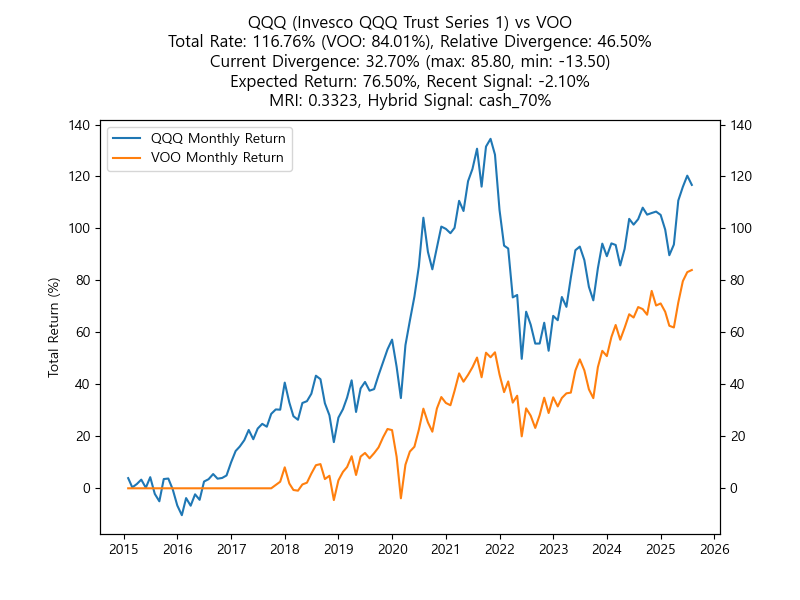 QQQ (Invesco QQQ Trust Series 1) vs VOO
Total Rate: 116.76% (VOO: 84.01%), Relative Divergence: 46.50%
Current Divergence: 32.70% (max: 85.80, min: -13.50)
Expected Return: 76.50%, Recent Signal: -2.10%
MRI: 0.3323, Hybrid Signal: cash_70%
QQQ Monthly Return
VOO Monthly Return
Total Return (%)
140
120
100
80
60
40
20
0
140
120
100
80
60
40
20
0
2015 2016 2017 2018 2019 2020 2021 2022 2023 2024 2025 2026